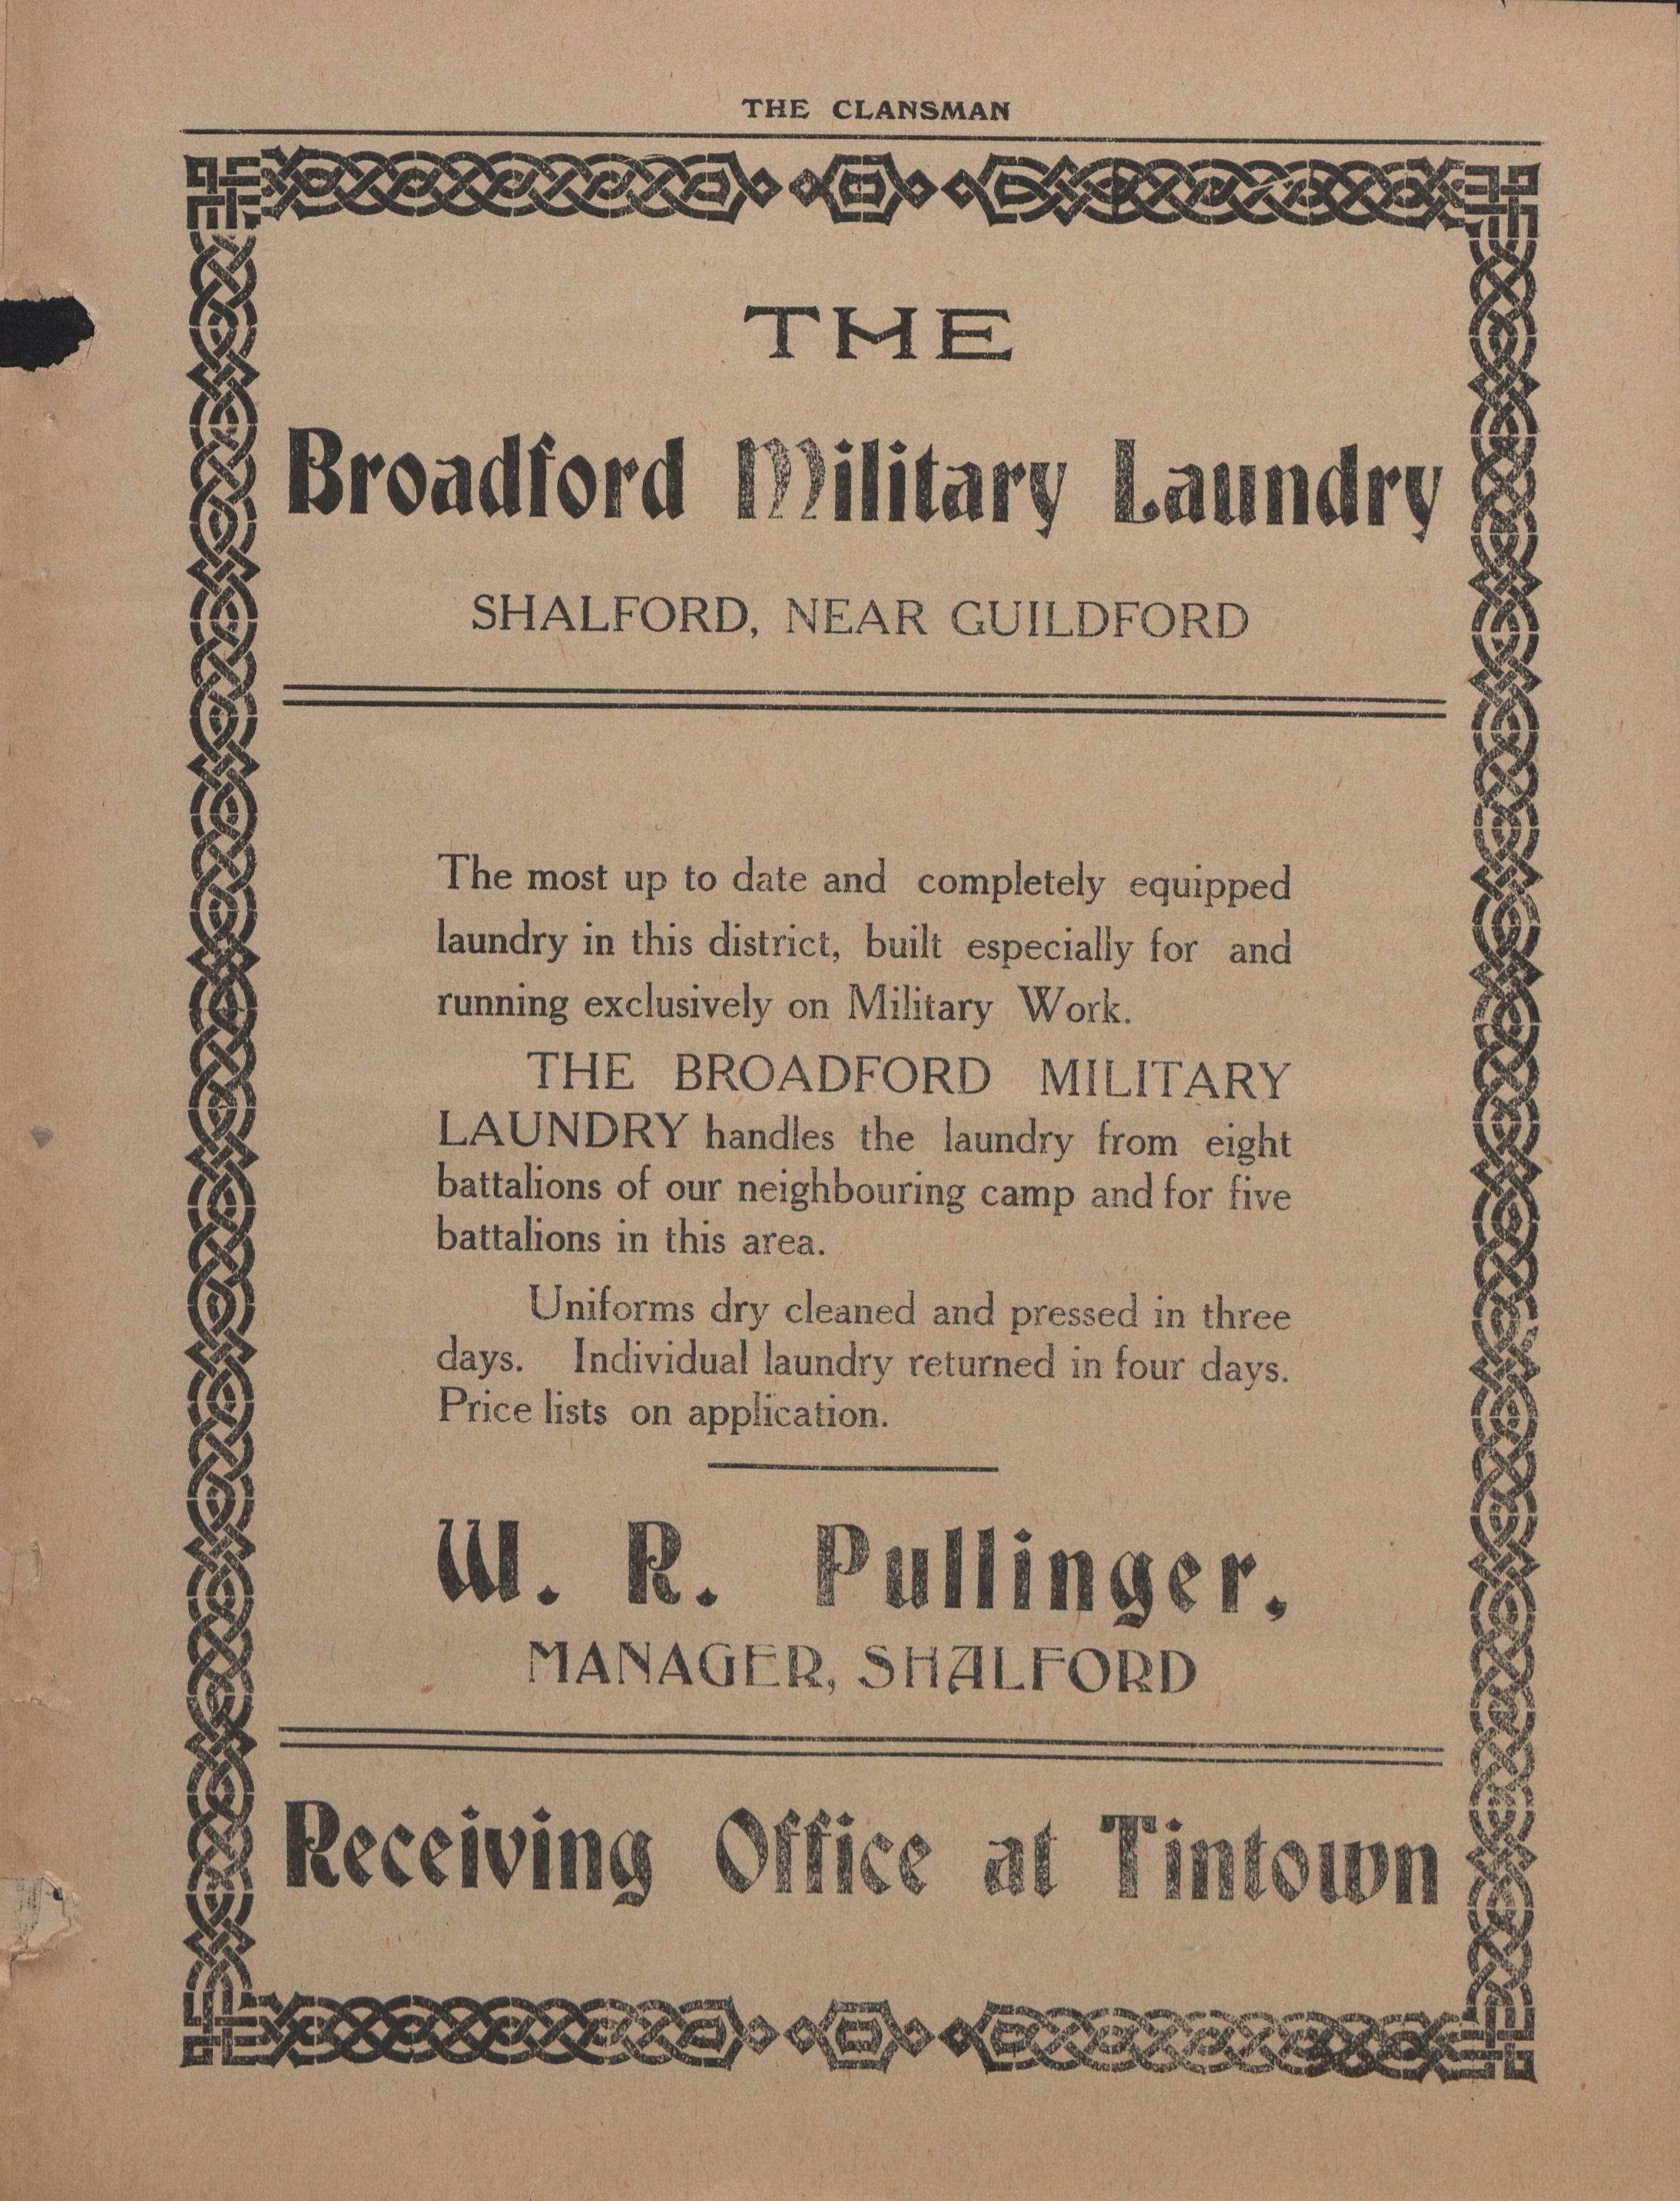 THE CLANSMAN
THE
Broadford Military Laundry
SHALFORD, NEAR GUILDFORD
The most up to date and completely equipped
laundry in this district, built especially for and
running exclusively on Military Work.
THE BROADFORD MILITARY
LAUNDRY handles the laundry from eight
battalions of our neighbouring camp and for five
battalions in this area.
Uniforms dry cleaned and pressed in three
days. Individual laundry returned in four days.
Price lists on application.
W. R. Pullinger,
MANAGER, SHALFORD
Receiving Office at Tintown